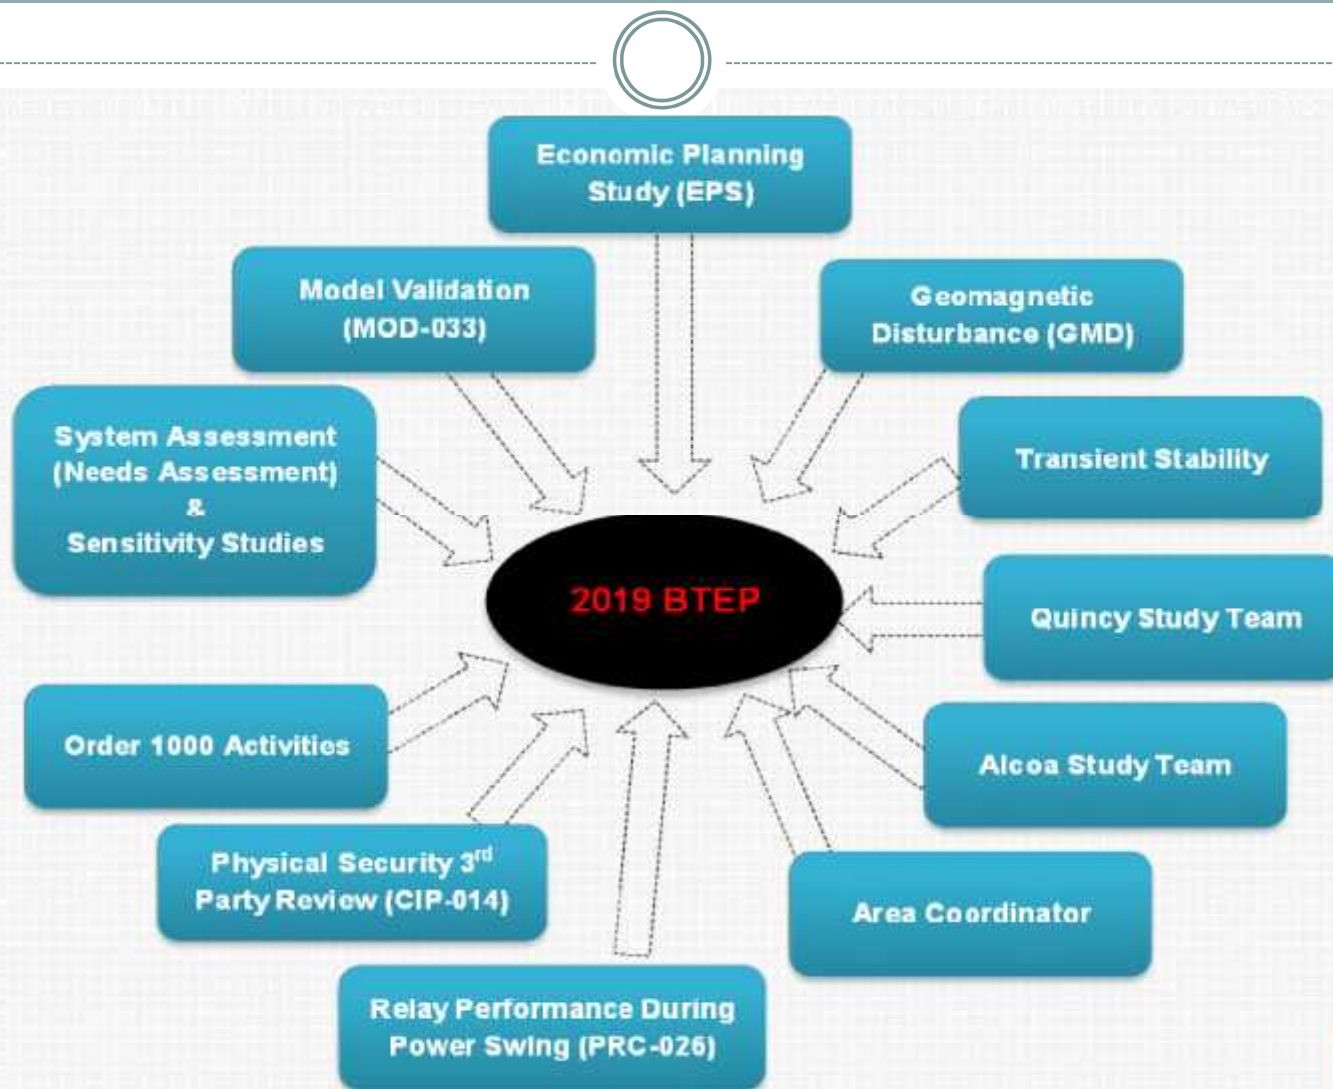 Economic Planning
Study (EPS)
Model Validation
(MOD-033)
Geomagnetic
Disturbance (GMD)
System Assessment
(Needs Assessment)
&
Sensitivity Studies
Transient Stability
2019 BTEP
Quincy Study Team
Order 1000 Activities
Alcoa Study Team
Physical Security 3rd
Party Review (CIP-014)
Area Coordinator
Relay Performance During
Power Swing (PRC-026)